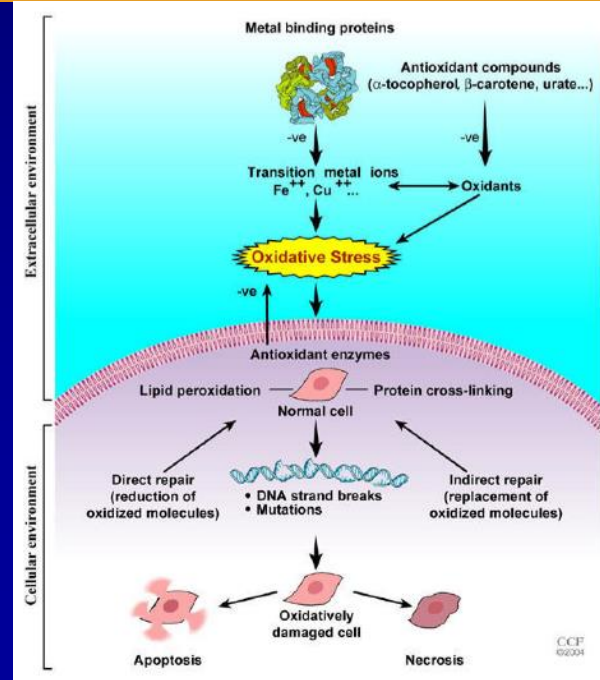 Metal binding proteins
Antioxidant compounds
(α-tocopherol, β-carotene, urate...)
-ve
-ve
Transition metal ions
Fe++, Cu ++...
Oxidants
Oxidative Stress
-ve
Extracellular environment
Antioxidant enzymes
Lipid peroxidation
Protein cross-linking
Normal cell
Direct repair
(reduction of
oxidized molecules)
• DNA strand breaks
• Mutations
Indirect repair
(replacement of
oxidized molecules)
Cellular environment
Oxidatively
damaged cell
Apoptosis
Necrosis
CCF
©2004